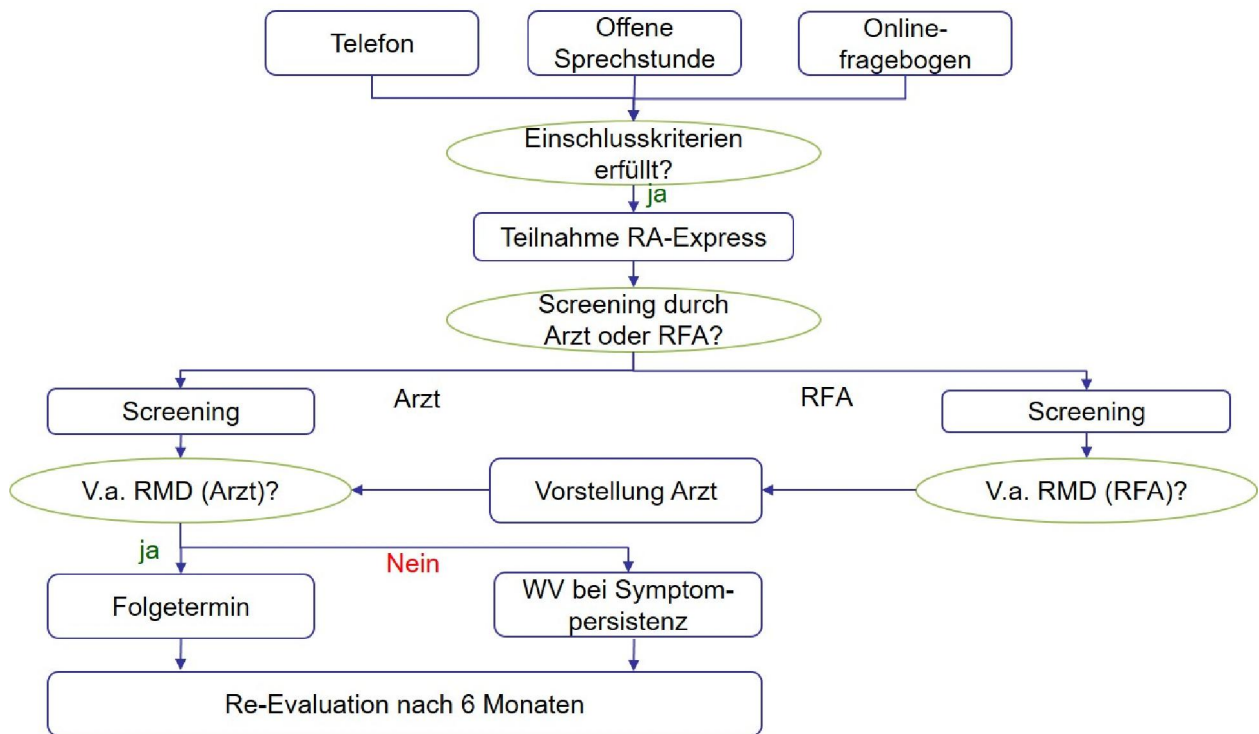 Telefon
Offene
Sprechstunde
Online-
fragebogen
Einschlusskriterien
erfüllt?
ja
Teilnahme RA-Express
Screening durch
Arzt oder RFA?
Arzt
RFA
Screening
Screening
V.a. RMD (Arzt)?
Vorstellung Arzt
V.a. RMD (RFA)?
ja
Nein
Folgetermin
WV bei Symptom-
persistenz
Re-Evaluation nach 6 Monaten